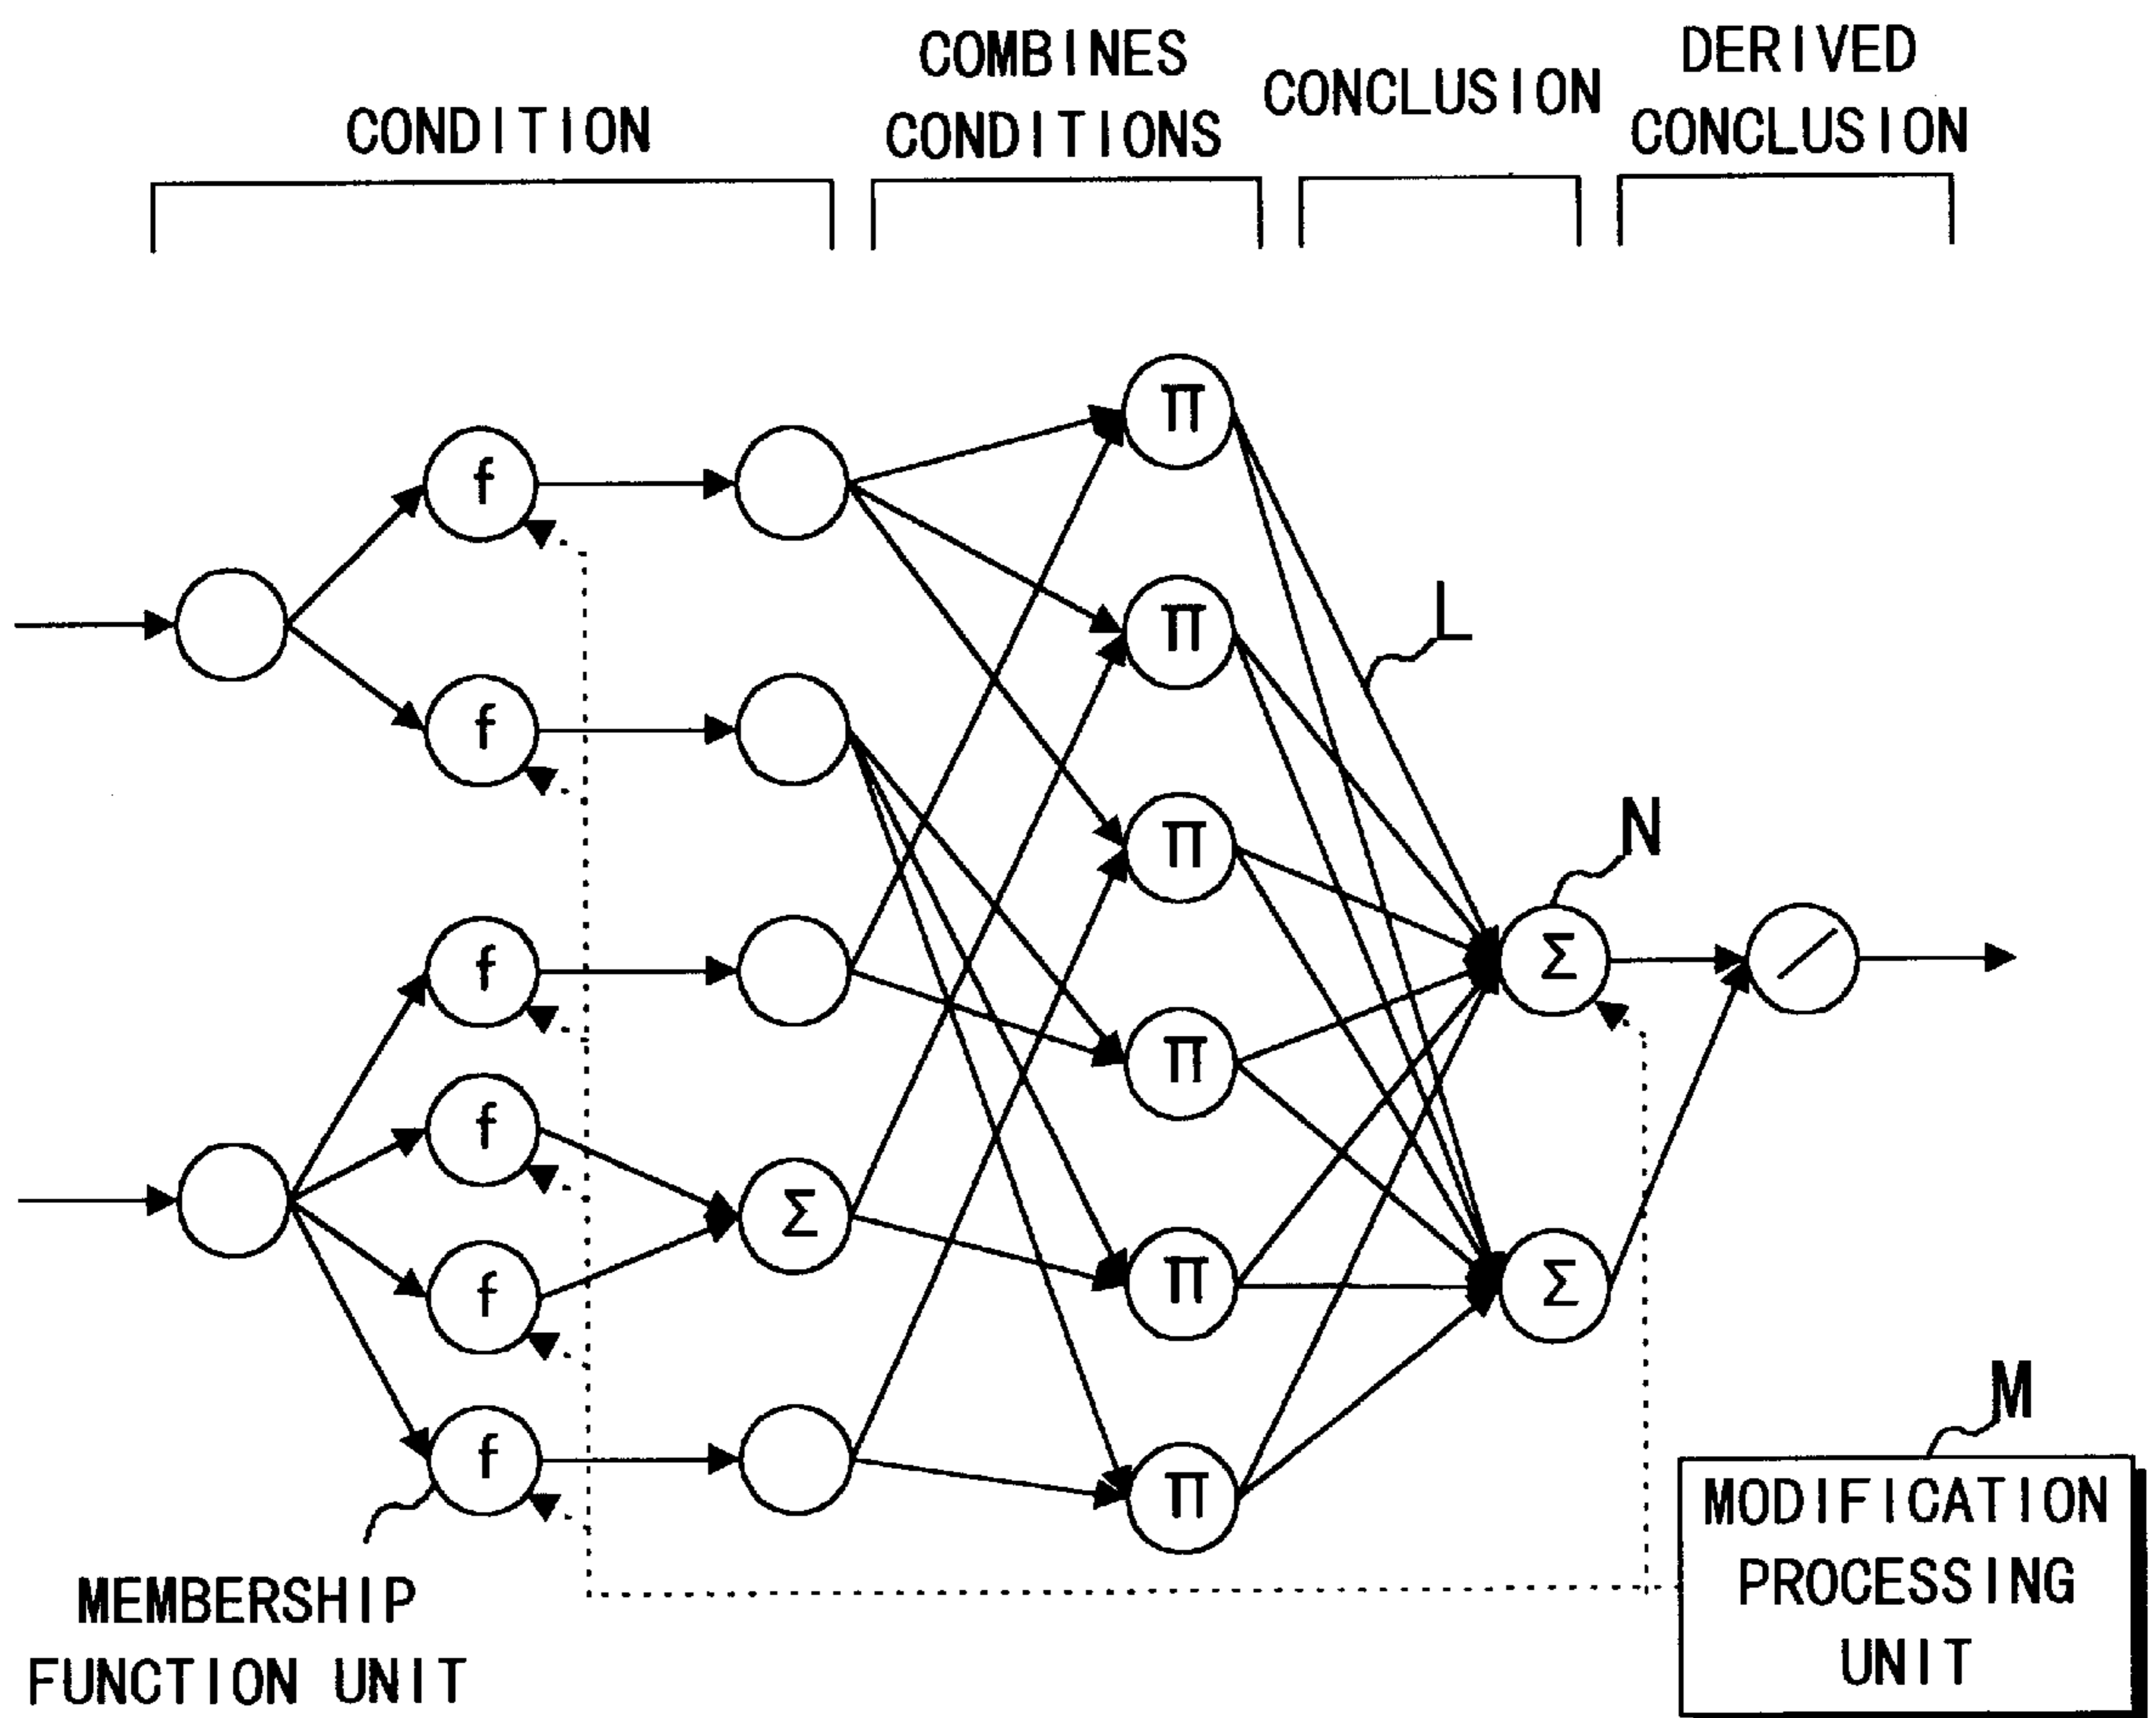 COMBINES
CONDITIONS
CONDITION
CONCLUSION
DERIVED
CONCLUSION
Π
f
L
Π
f
N
Π
f
Σ
f
Π
Σ
f
Π
Σ
M
f
Π
MODIFICATION
PROCESSING
UNIT
MEMBERSHIP
FUNCTION UNIT